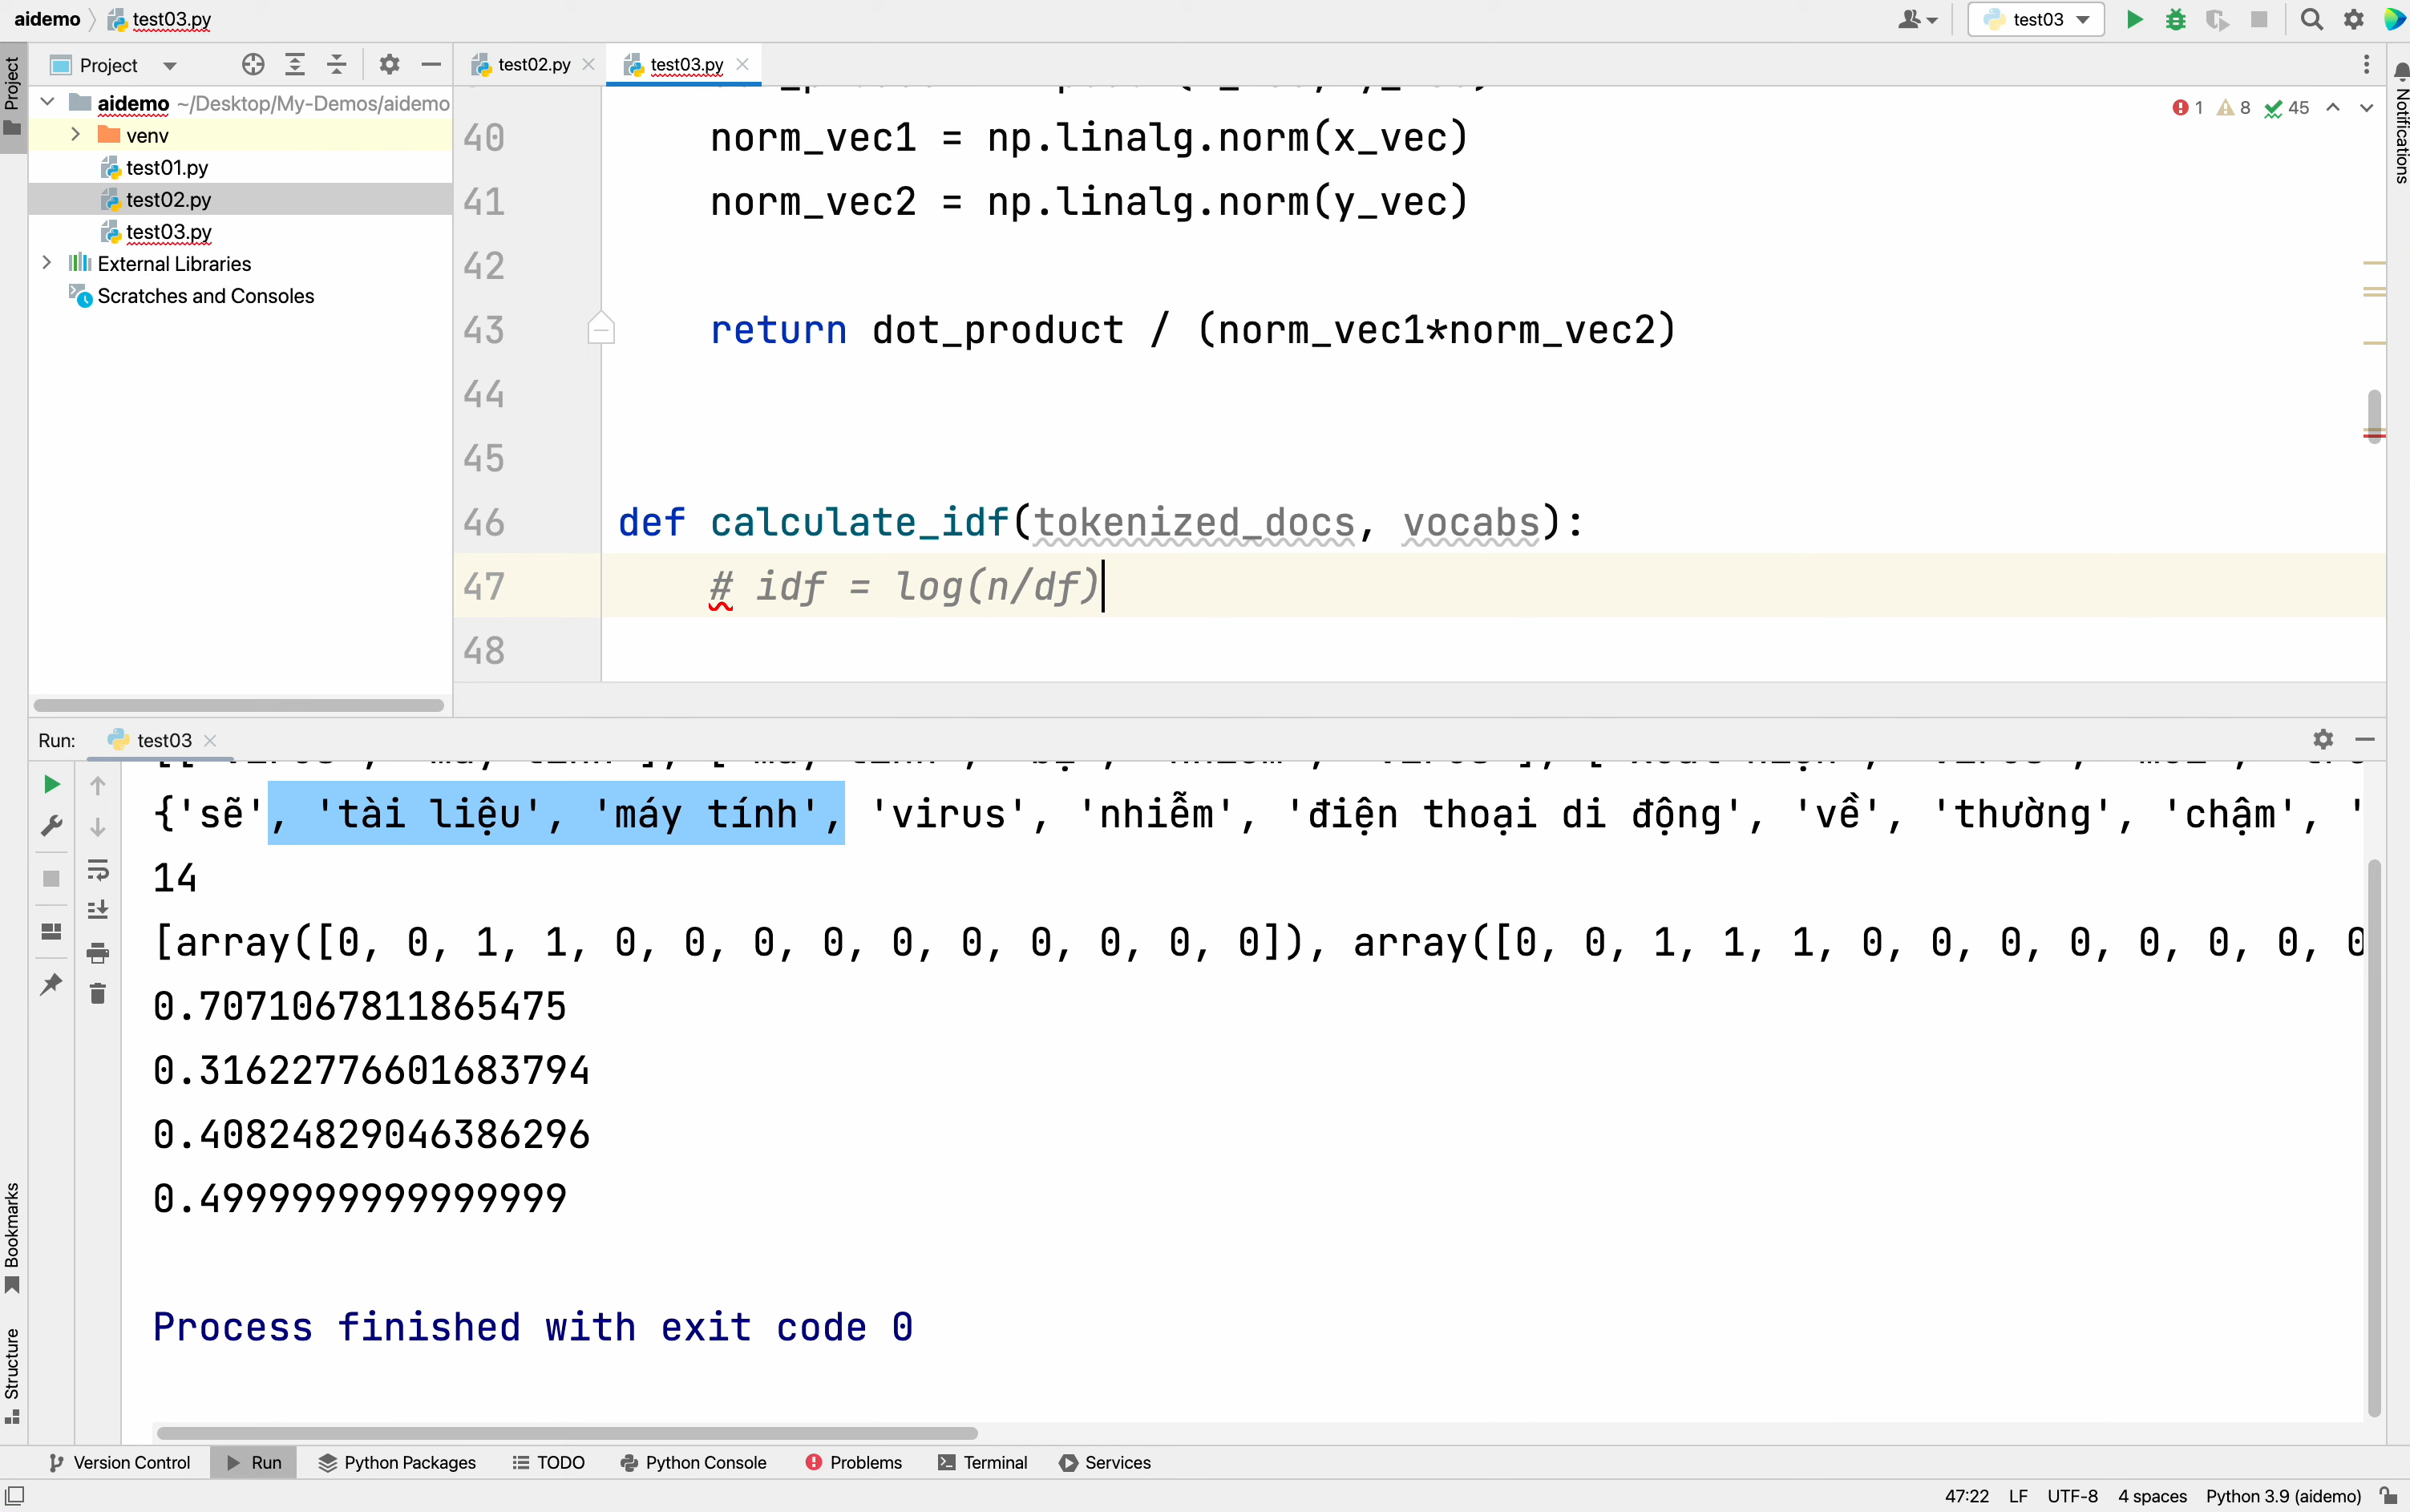 aidemo test03.py
test03
Project
test02.py
test03.py
Project
aidemo ~/Desktop/My-Demos/aidemo
venv
test01.py
test02.py
test03.py
External Libraries
Scratches and Consoles
Notifications
1 8 45
40 norm_vec1 = np.linalg.norm(x_vec)
41 norm_vec2 = np.linalg.norm(y_vec)
42
43 return dot_product / (norm_vec1*norm_vec2)
44
45
46 def calculate_idf(tokenized_docs, vocabs):
47 # idf = log(n/df)
48
Run: test03
{'sẽ', 'tài liệu', 'máy tính', 'virus', 'nhiễm', 'điện thoại di động', 'về', 'thường', 'chậm', '
14
[array([0, 0, 1, 1, 0, 0, 0, 0, 0, 0, 0, 0, 0, 0]), array([0, 0, 1, 1, 1, 0, 0, 0, 0, 0, 0, 0, 0
0.7071067811865475
0.31622776601683794
0.40824829046386296
0.4999999999999999
Process finished with exit code 0
Bookmarks
Structure
Version Control Run Python Packages TODO Python Console Problems Terminal Services
47:22 LF UTF-8 4 spaces Python 3.9 (aidemo)